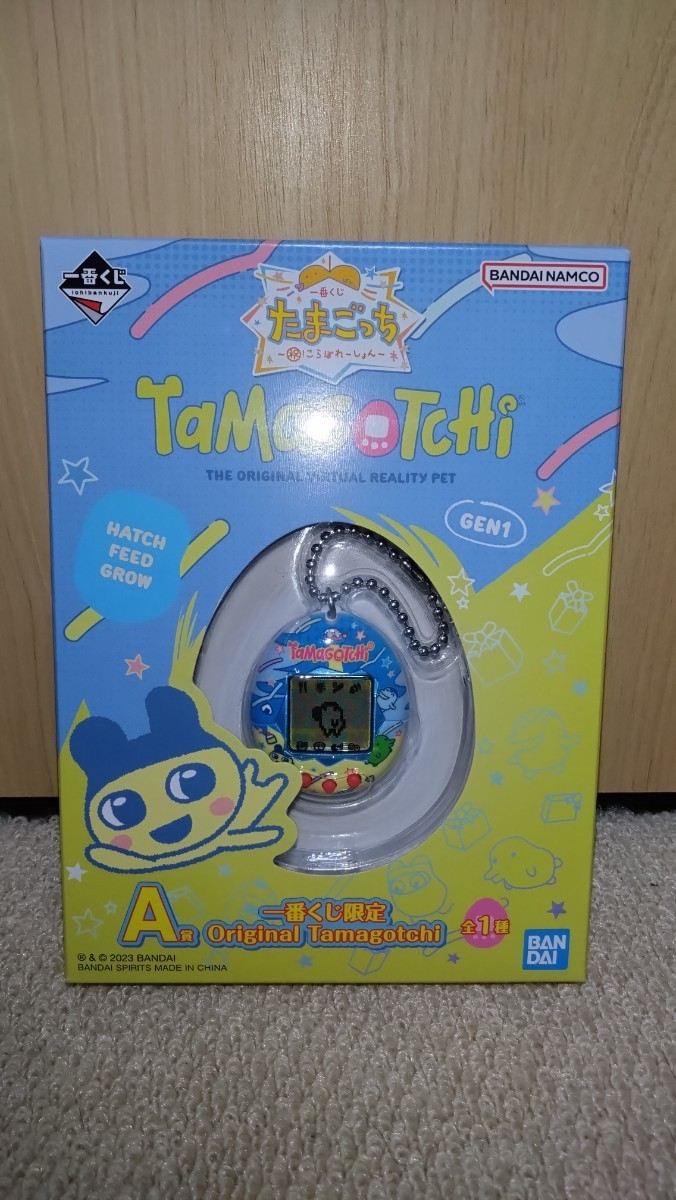 一番くじ
ichibankuji
BANDAI NAMCO
一番くじ
たまごっち
～祝こらぼれーしょん～
TaMaGoTCHi
THE ORIGINAL VIRTUAL REALITY PET
GEN1
HATCH
FEED
GROW
TaMaGoTCHi
A賞
一番くじ限定
Original Tamagotchi
全1種
® & © 2023 BANDAI
BANDAI SPIRITS MADE IN CHINA
BAN
DAI